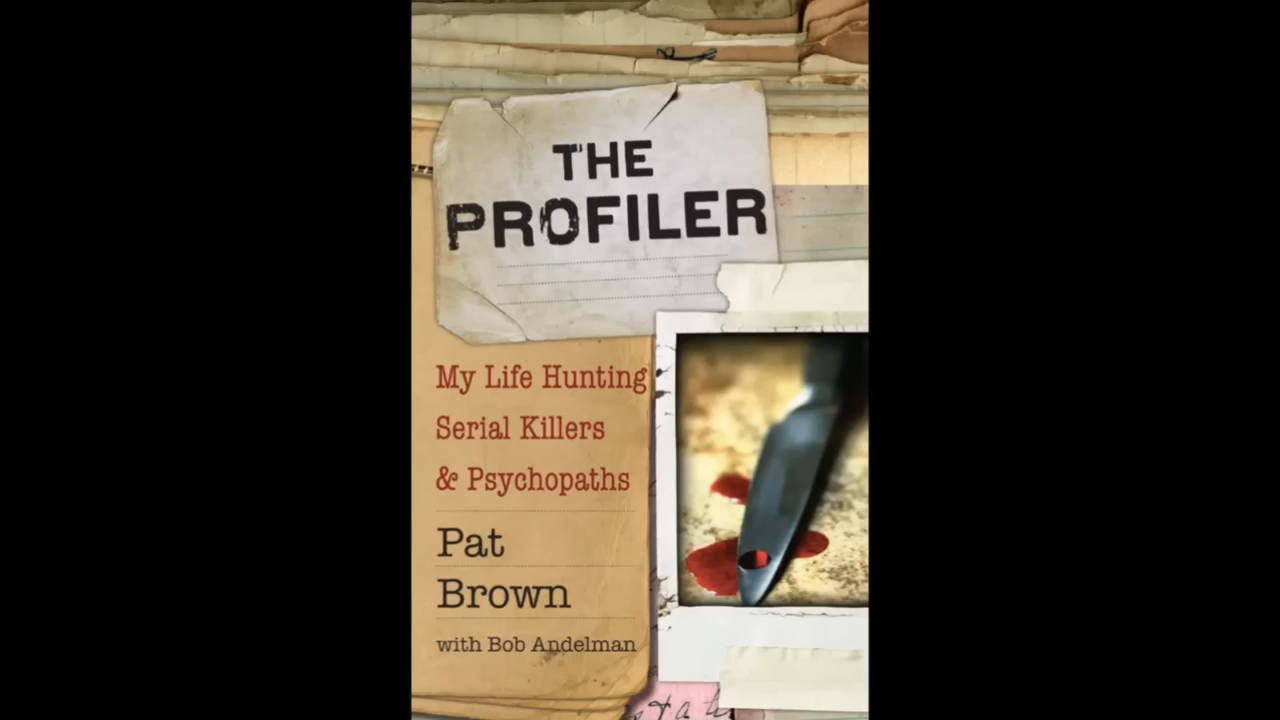 THE
PROFILER
My Life Hunting
Serial Killers
& Psychopaths
Pat
Brown
with Bob Andelman